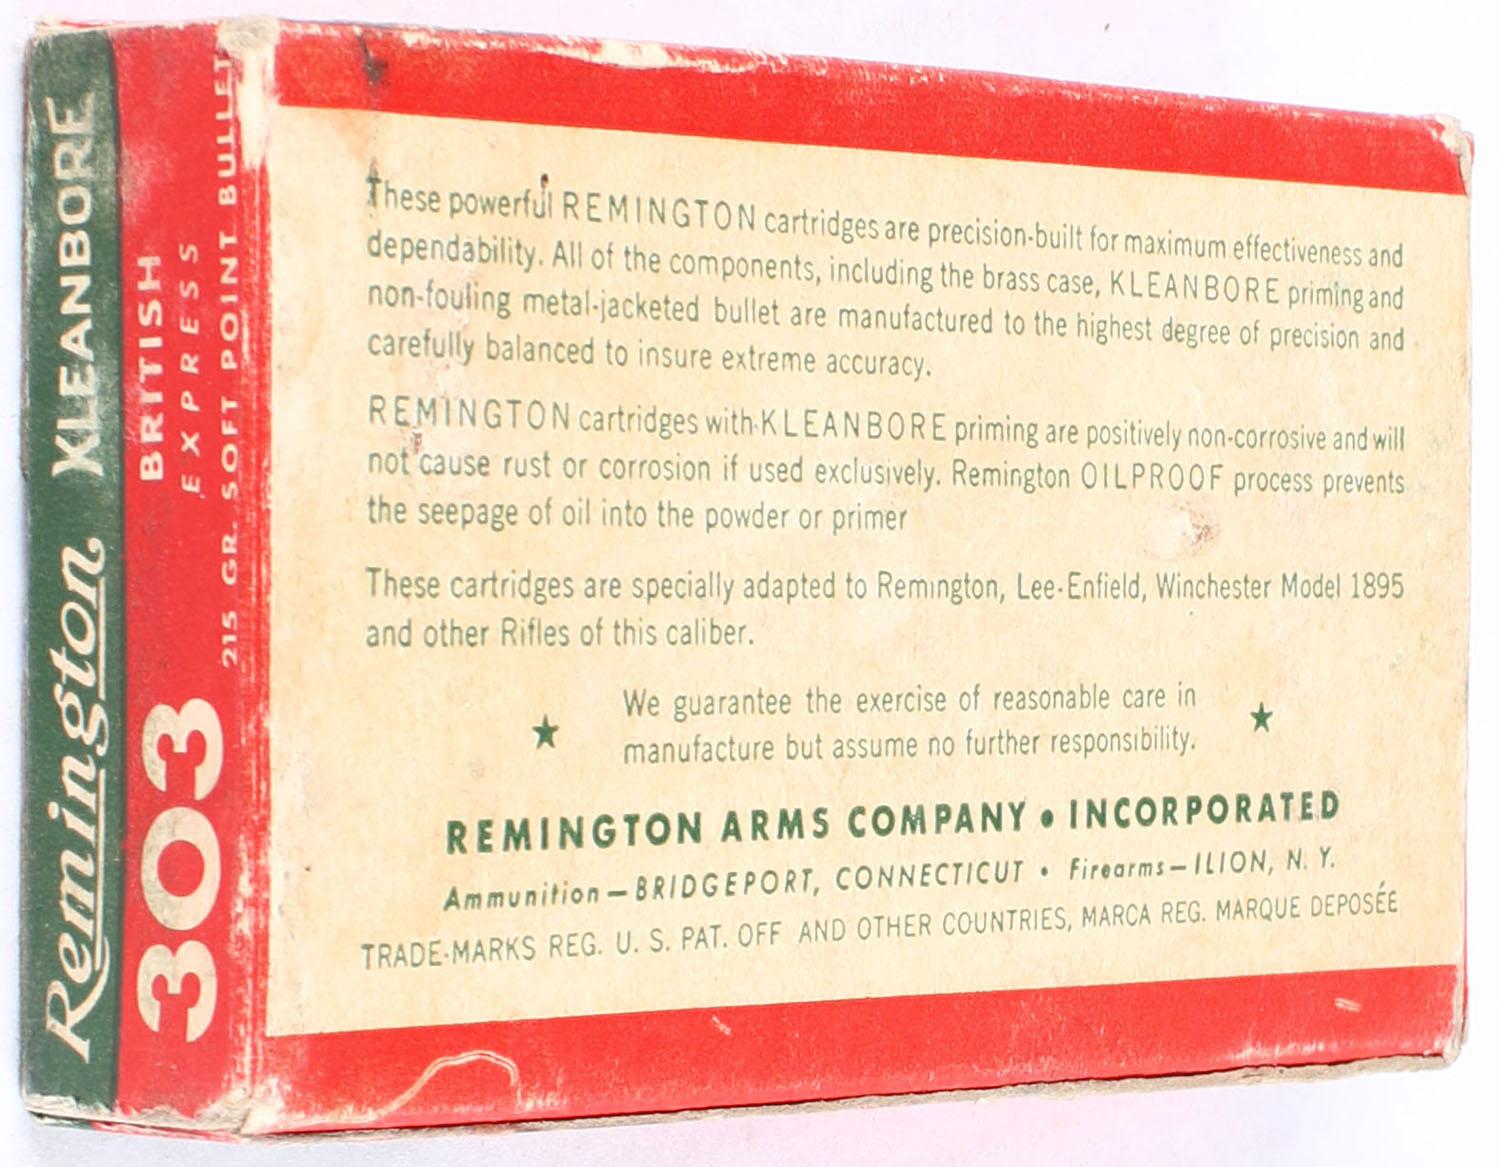 Remington KLEANBORE
303 BRITISH
EXPRESS
215 GR. SOFT POINT BULLET
These powerful REMINGTON cartridges are precision-built for maximum effectiveness and
dependability. All of the components, including the brass case, KLEANBORE priming and
non-fouling metal-jacketed bullet are manufactured to the highest degree of precision and
carefully balanced to insure extreme accuracy.
REMINGTON cartridges with KLEANBORE priming are positively non-corrosive and will
not cause rust or corrosion if used exclusively. Remington OILPROOF process prevents
the seepage of oil into the powder or primer
These cartridges are specially adapted to Remington, Lee-Enfield, Winchester Model 1895
and other Rifles of this caliber.
We guarantee the exercise of reasonable care in
manufacture but assume no further responsibility.
REMINGTON ARMS COMPANY • INCORPORATED
Ammunition — BRIDGEPORT, CONNECTICUT • Firearms — ILION, N. Y.
TRADE-MARKS REG. U. S. PAT. OFF AND OTHER COUNTRIES, MARCA REG. MARQUE DEPOSÉE